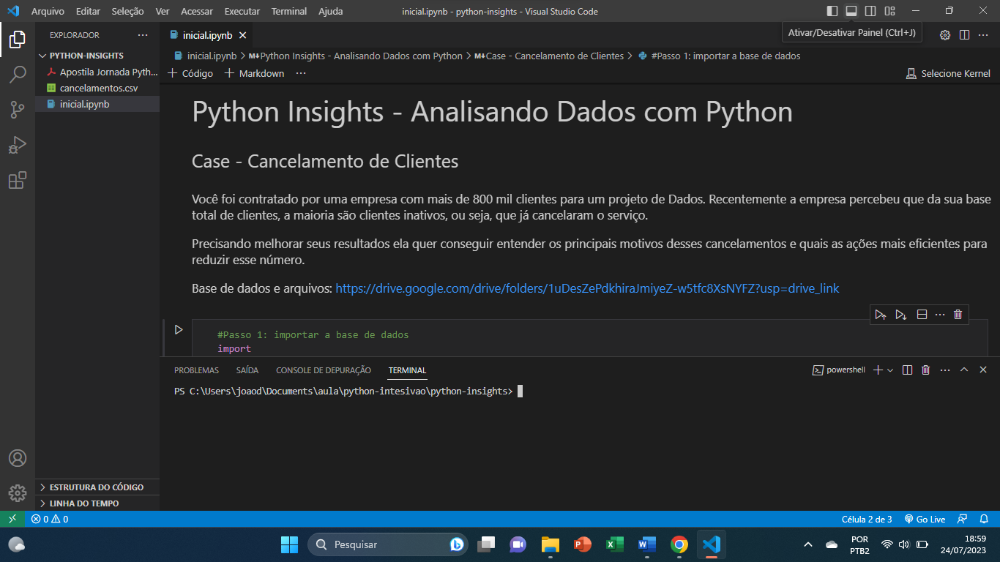 Arquivo Editar Seleção Ver Acessar Executar Terminal Ajuda
inicial.ipynb - python-insights - Visual Studio Code
EXPLORADOR ···
inicial.ipynb
Ativar/Desativar Painel (Ctrl+J)
PYTHON-INSIGHTS
Apostila Jornada Pyth...
cancelamentos.csv
inicial.ipynb
inicial.ipynb > M↓Python Insights - Analisando Dados com Python > M↓Case - Cancelamento de Clientes > #Passo 1: importar a base de dados
+ Código + Markdown ···
Selecione Kernel
Python Insights - Analisando Dados com Python
Case - Cancelamento de Clientes
Você foi contratado por uma empresa com mais de 800 mil clientes para um projeto de Dados. Recentemente a empresa percebeu que da sua base
total de clientes, a maioria são clientes inativos, ou seja, que já cancelaram o serviço.
Precisando melhorar seus resultados ela quer conseguir entender os principais motivos desses cancelamentos e quais as ações mais eficientes para
reduzir esse número.
Base de dados e arquivos: https://drive.google.com/drive/folders/1uDesZePdkhiraJmiyeZ-w5tfc8XsNYFZ?usp=drive_link
#Passo 1: importar a base de dados
import
PROBLEMAS SAÍDA CONSOLE DE DEPURAÇÃO TERMINAL
powershell
PS C:\Users\joaod\Documents\aula\python-intesivao\python-insights>
ESTRUTURA DO CÓDIGO
LINHA DO TEMPO
0 0
Célula 2 de 3 Go Live
Pesquisar
POR
PTB2
18:59
24/07/2023